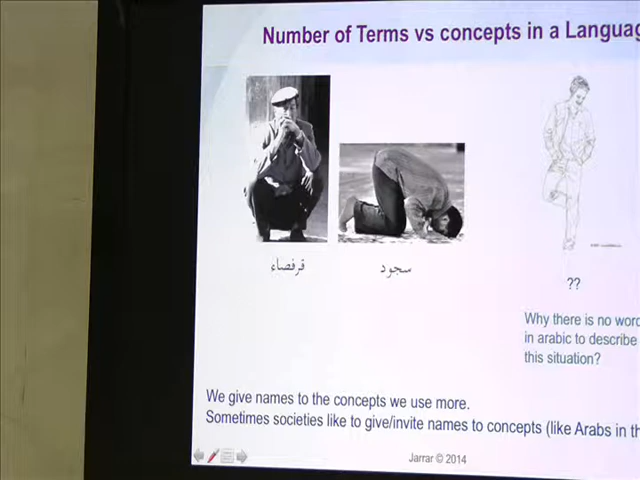 Number of Terms vs concepts in a Languag
قرفصاء
سجود
??
Why there is no word
in arabic to describe
this situation?
We give names to the concepts we use more.
Sometimes societies like to give/invite names to concepts (like Arabs in th
Jarrar © 2014